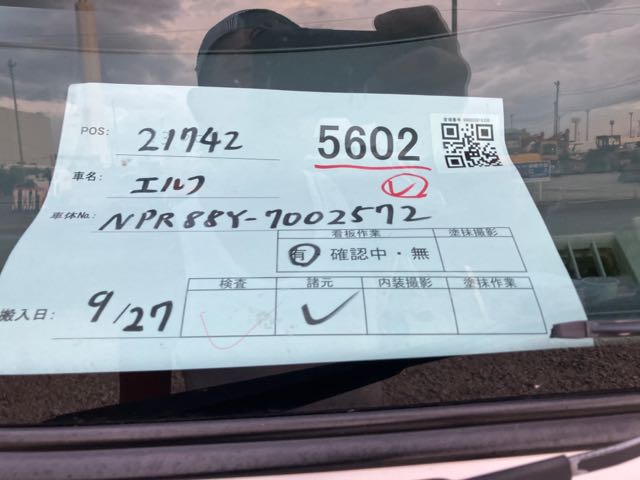 POS: 21742 5602
車名: エルフ
車体No. NPR88Y-7002572
看板作業 塗抹撮影
有・確認中・無
検査 諸元 内装撮影 塗抹作業
搬入日: 9/27